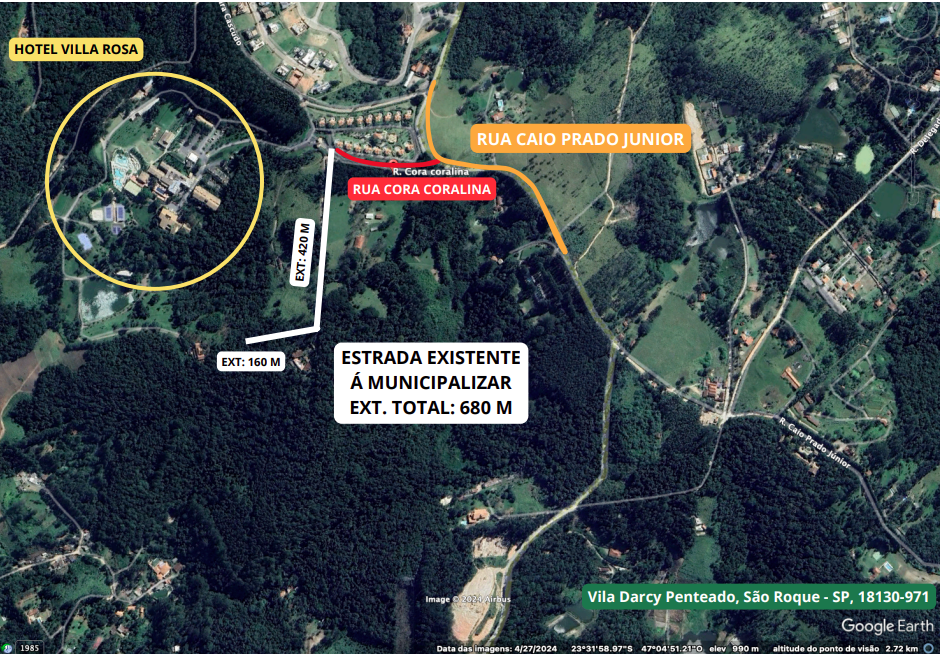 HOTEL VILLA ROSA
RUA CAIO PRADO JUNIOR
R. Cora coralina
RUA CORA CORALINA
EXT: 420 M
EXT: 160 M
ESTRADA EXISTENTE
Á MUNICIPALIZAR
EXT. TOTAL: 680 M
R. Caio Prado Júnior
Vila Darcy Penteado, São Roque - SP, 18130-971
Image © 2024 Airbus
Google Earth
1985
Data das imagens: 4/27/2024 23°31'58.97"S 47°04'51.21"O elev 990 m altitude do ponto de visão 2.72 km